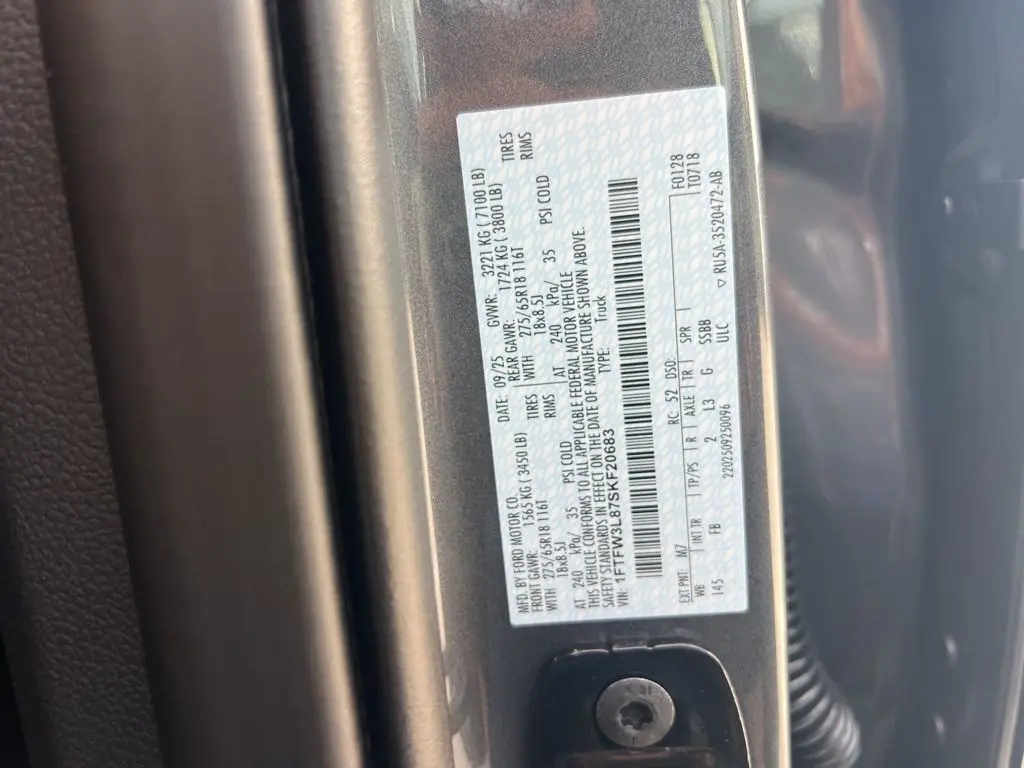 MFD. BY FORD MOTOR CO. DATE: 09/25 GVWR: 3221 KG ( 7100 LB)
FRONT GAWR: 1565 KG ( 3450 LB) REAR GAWR: 1724 KG ( 3800 LB)
WITH 275/65R18 116T TIRES WITH 275/65R18 116T TIRES
18x8.5J RIMS 18x8.5J RIMS
AT 240 kPa/ 35 PSI COLD AT 240 kPa/ 35 PSI COLD
THIS VEHICLE CONFORMS TO ALL APPLICABLE FEDERAL MOTOR VEHICLE
SAFETY STANDARDS IN EFFECT ON THE DATE OF MANUFACTURE SHOWN ABOVE.
VIN: 1FTFW3L87SKF20683 TYPE: Truck
F0128
EXT PNT: M7 RC: 52 DSO: T0718
WB INT TR TP/PS R AXLE TR SPR
145 FB 2 L3 G SSBB
2202509250096 ULC ▽ RU5A-3520472-AB